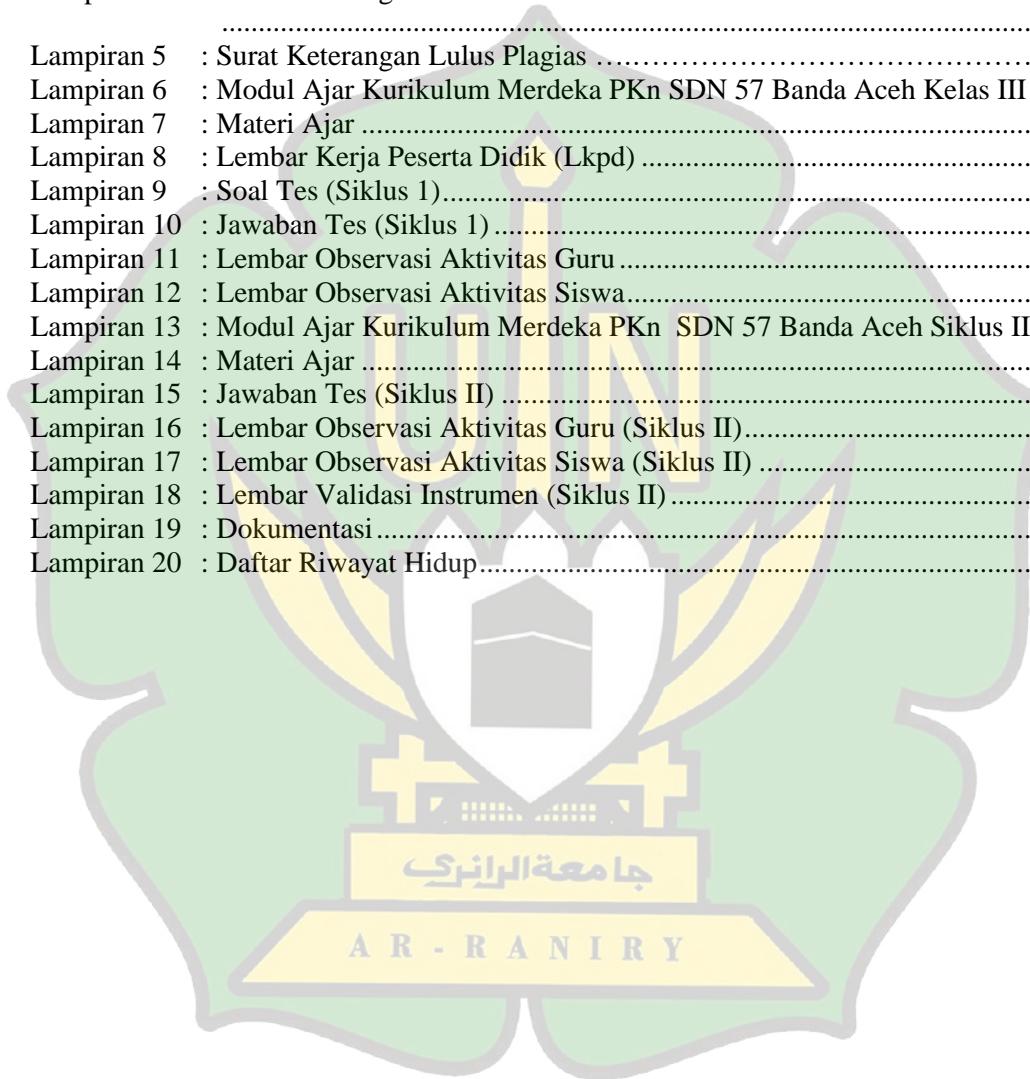 ....................................................................................................
Lampiran 5 : Surat Keterangan Lulus Plagias ….……………………………………
Lampiran 6 : Modul Ajar Kurikulum Merdeka PKn SDN 57 Banda Aceh Kelas III
Lampiran 7 : Materi Ajar ................................................................................
Lampiran 8 : Lembar Kerja Peserta Didik (Lkpd) ..............................................
Lampiran 9 : Soal Tes (Siklus 1)......................................................................
Lampiran 10 : Jawaban Tes (Siklus 1) ..............................................................
Lampiran 11 : Lembar Observasi Aktivitas Guru ................................................
Lampiran 12 : Lembar Observasi Aktivitas Siswa...............................................
Lampiran 13 : Modul Ajar Kurikulum Merdeka PKn SDN 57 Banda Aceh Siklus II
Lampiran 14 : Materi Ajar ...............................................................................
Lampiran 15 : Jawaban Tes (Siklus II) ..............................................................
Lampiran 16 : Lembar Observasi Aktivitas Guru (Siklus II)................................
Lampiran 17 : Lembar Observasi Aktivitas Siswa (Siklus II) ..............................
Lampiran 18 : Lembar Validasi Instrumen (Siklus II) .........................................
Lampiran 19 : Dokumentasi.............................................................................
Lampiran 20 : Daftar Riwayat Hidup.................................................................
UIN
جامعة الرانري
AR-RANIRY